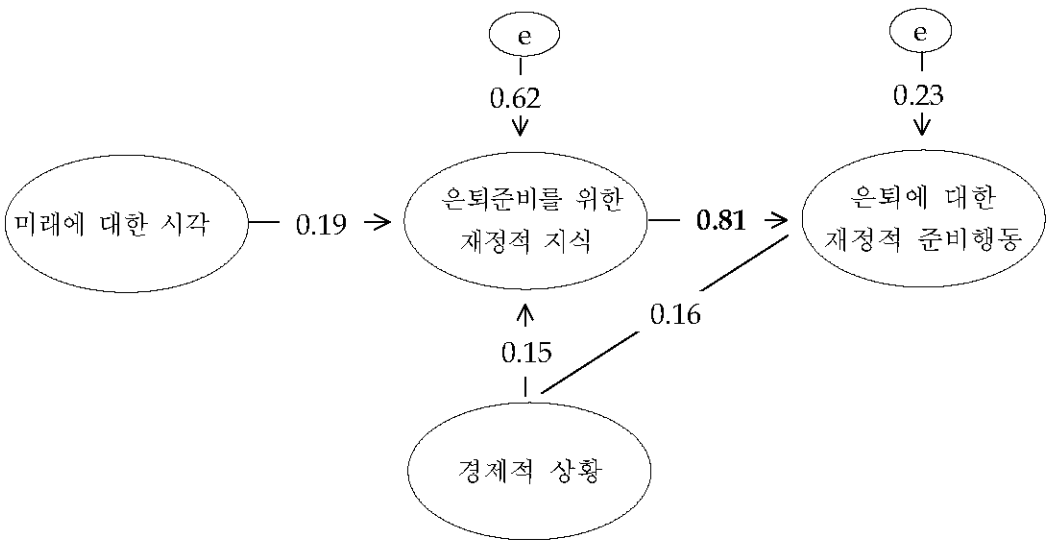 e
e
0.62
0.23
미래에 대한 시각
0.19
은퇴준비를 위한
재정적 지식
0.81
은퇴에 대한
재정적 준비행동
0.16
0.15
경제적 상황